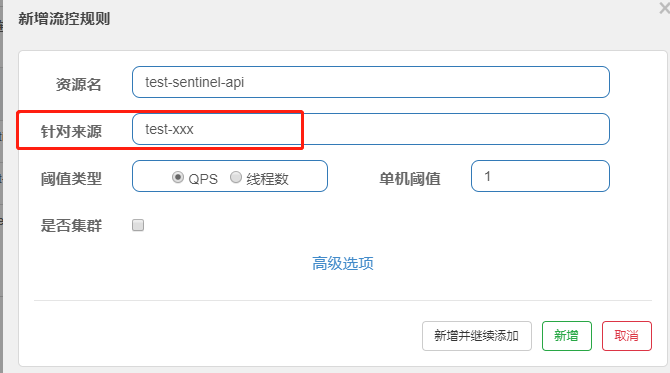 新增流控规则
资源名 test-sentinel-api
针对来源 test-xxx
阈值类型 QPS 线程数 单机阈值 1
是否集群
高级选项
新增并继续添加 新增 取消